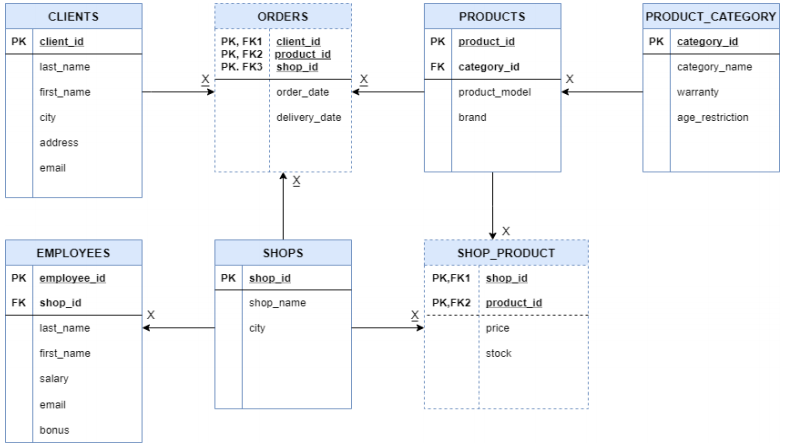 CLIENTS
PK client_id
last_name
first_name
city
address
email
ORDERS
PK, FK1 client_id
PK, FK2 product_id
PK, FK3 shop_id
order_date
delivery_date
PRODUCTS
PK product_id
FK category_id
product_model
brand
PRODUCT_CATEGORY
PK category_id
category_name
warranty
age_restriction
X
X
X
X
X
EMPLOYEES
PK employee_id
FK shop_id
last_name
first_name
salary
email
bonus
SHOPS
PK shop_id
shop_name
city
SHOP_PRODUCT
PK,FK1 shop_id
PK,FK2 product_id
price
stock
X
X